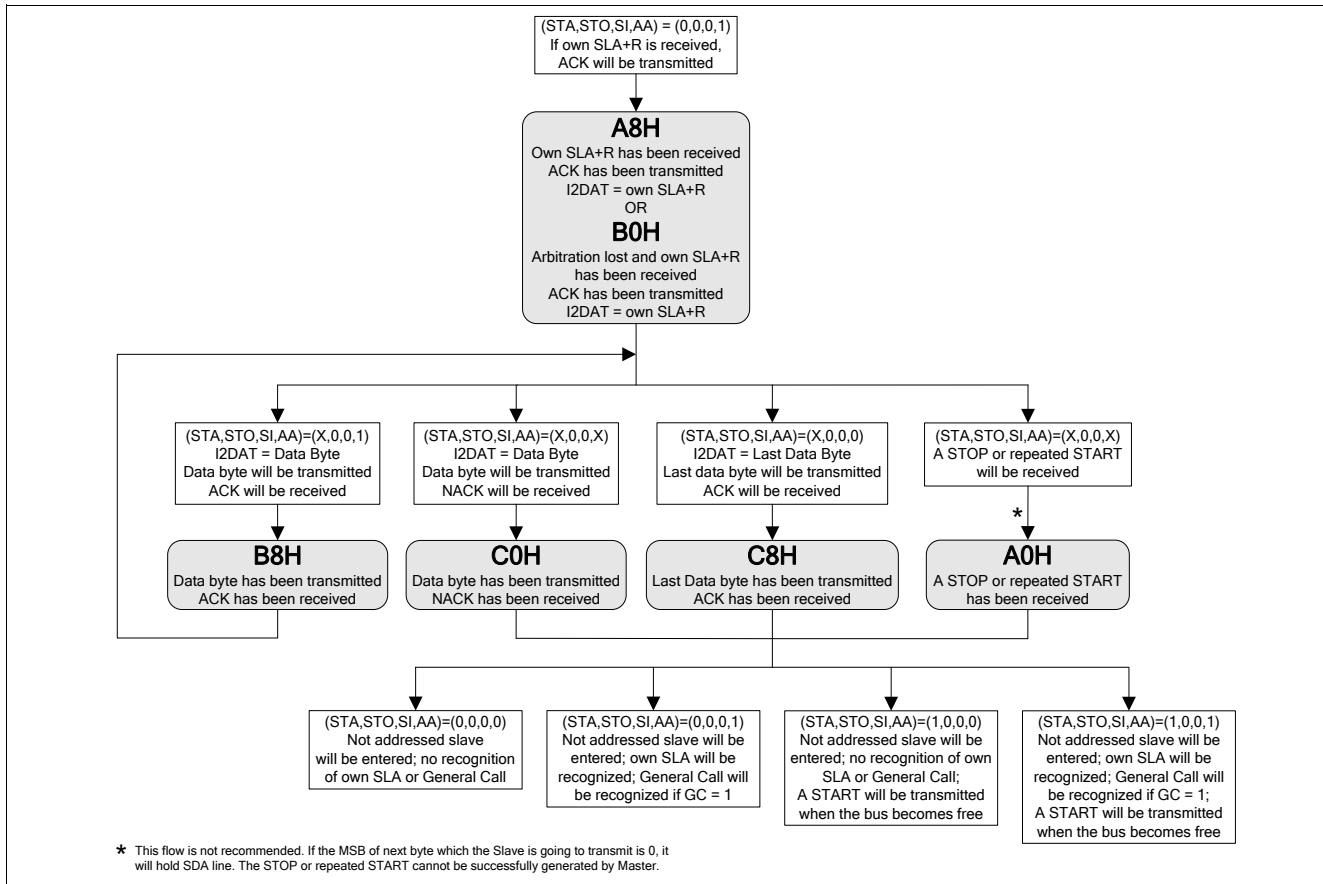 (STA,STO,SI,AA) = (0,0,0,1)
If own SLA+R is received,
ACK will be transmitted
A8H
Own SLA+R has been received
ACK has been transmitted
I2DAT = own SLA+R
OR
B0H
Arbitration lost and own SLA+R
has been received
ACK has been transmitted
I2DAT = own SLA+R
(STA,STO,SI,AA)=(X,0,0,1)
I2DAT = Data Byte
Data byte will be transmitted
ACK will be received
(STA,STO,SI,AA)=(X,0,0,X)
I2DAT = Data Byte
Data byte will be transmitted
NACK will be received
(STA,STO,SI,AA)=(X,0,0,0)
I2DAT = Last Data Byte
Last data byte will be transmitted
ACK will be received
(STA,STO,SI,AA)=(X,0,0,X)
A STOP or repeated START
will be received
*
B8H
Data byte has been transmitted
ACK has been received
C0H
Data byte has been transmitted
NACK has been received
C8H
Last Data byte has been transmitted
ACK has been received
A0H
A STOP or repeated START
has been received
(STA,STO,SI,AA)=(0,0,0,0)
Not addressed slave
will be entered; no recognition
of own SLA or General Call
(STA,STO,SI,AA)=(0,0,0,1)
Not addressed slave will be
entered; own SLA will be
recognized; General Call will
be recognized if GC = 1
(STA,STO,SI,AA)=(1,0,0,0)
Not addressed slave will be
entered; no recognition of own
SLA or General Call;
A START will be transmitted
when the bus becomes free
(STA,STO,SI,AA)=(1,0,0,1)
Not addressed slave will be
entered; own SLA will be
recognized; General Call will
be recognized if GC = 1;
A START will be transmitted
when the bus becomes free
* This flow is not recommended. If the MSB of next byte which the Slave is going to transmit is 0, it
will hold SDA line. The STOP or repeated START cannot be successfully generated by Master.